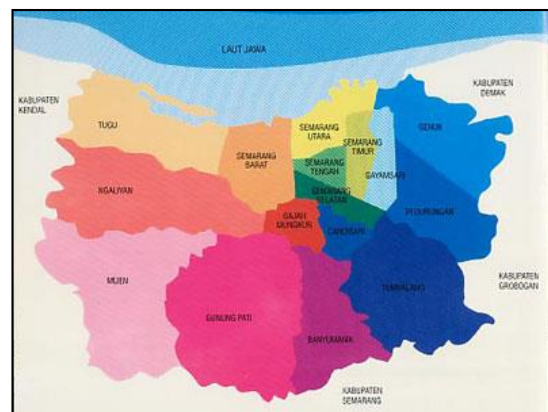 LAUT JAWA
KABUPATEN
KENDAL
KABUPATEN
DEMAK
TUGU
SEMARANG
UTARA
GENUK
SEMARANG
TIMUR
SEMARANG
BARAT
SEMARANG
TENGAH
GAYAMSARI
NGALIYAN
SEMARANG
SELATAN
PEDURUNGAN
GAJAH
MUNGKUR
CANDISARI
MIJEN
TEMBALANG
KABUPATEN
GROBOGAN
GUNUNG PATI
BANYUMANIK
KABUPATEN
SEMARANG